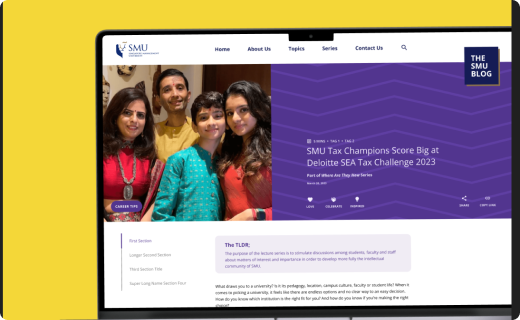 SMU
Home
About Us
Topics
Series
Contact Us
THE
SMU
BLOG
SMU Tax Champions Score Big at
Deloitte SEA Tax Challenge 2023
Part of Where Are They Now Series
LOVE
CELEBRATE
INSPIRED
SHARE
COPY LINK
CAREER TIPS
First Section
Longer Second Section
Third Section Title
Super Long Name Section Four
The TLDR;
The purpose of the lecture series is to stimulate discussions among students, faculty and staff
about matters of interest and importance in order to develop more fully the intellectual
community of SMU.
What draws you to a university? Is it its pedagogy, location, campus culture, faculty or student life? When it
comes to picking a university, it feels like there are endless options and no clear way to an easy decision.
How do you know which institution is the right fit for you? And how do you know if you're making the right
choice?